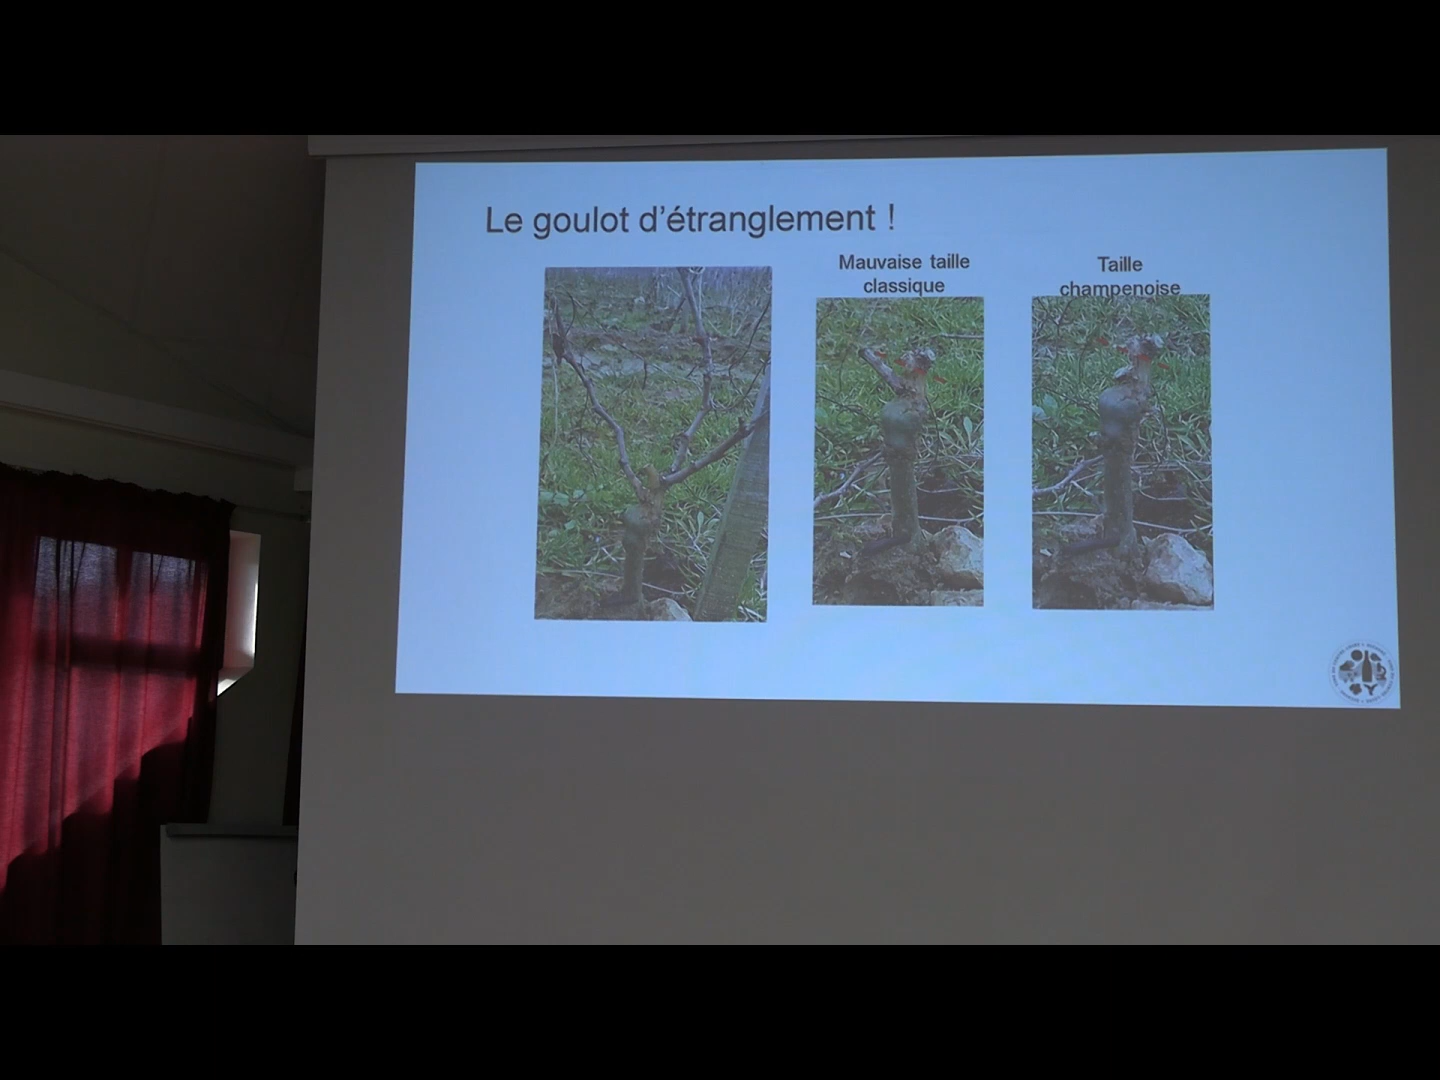 Le goulot d'étranglement !
Mauvaise taille
classique
Taille
champenoise